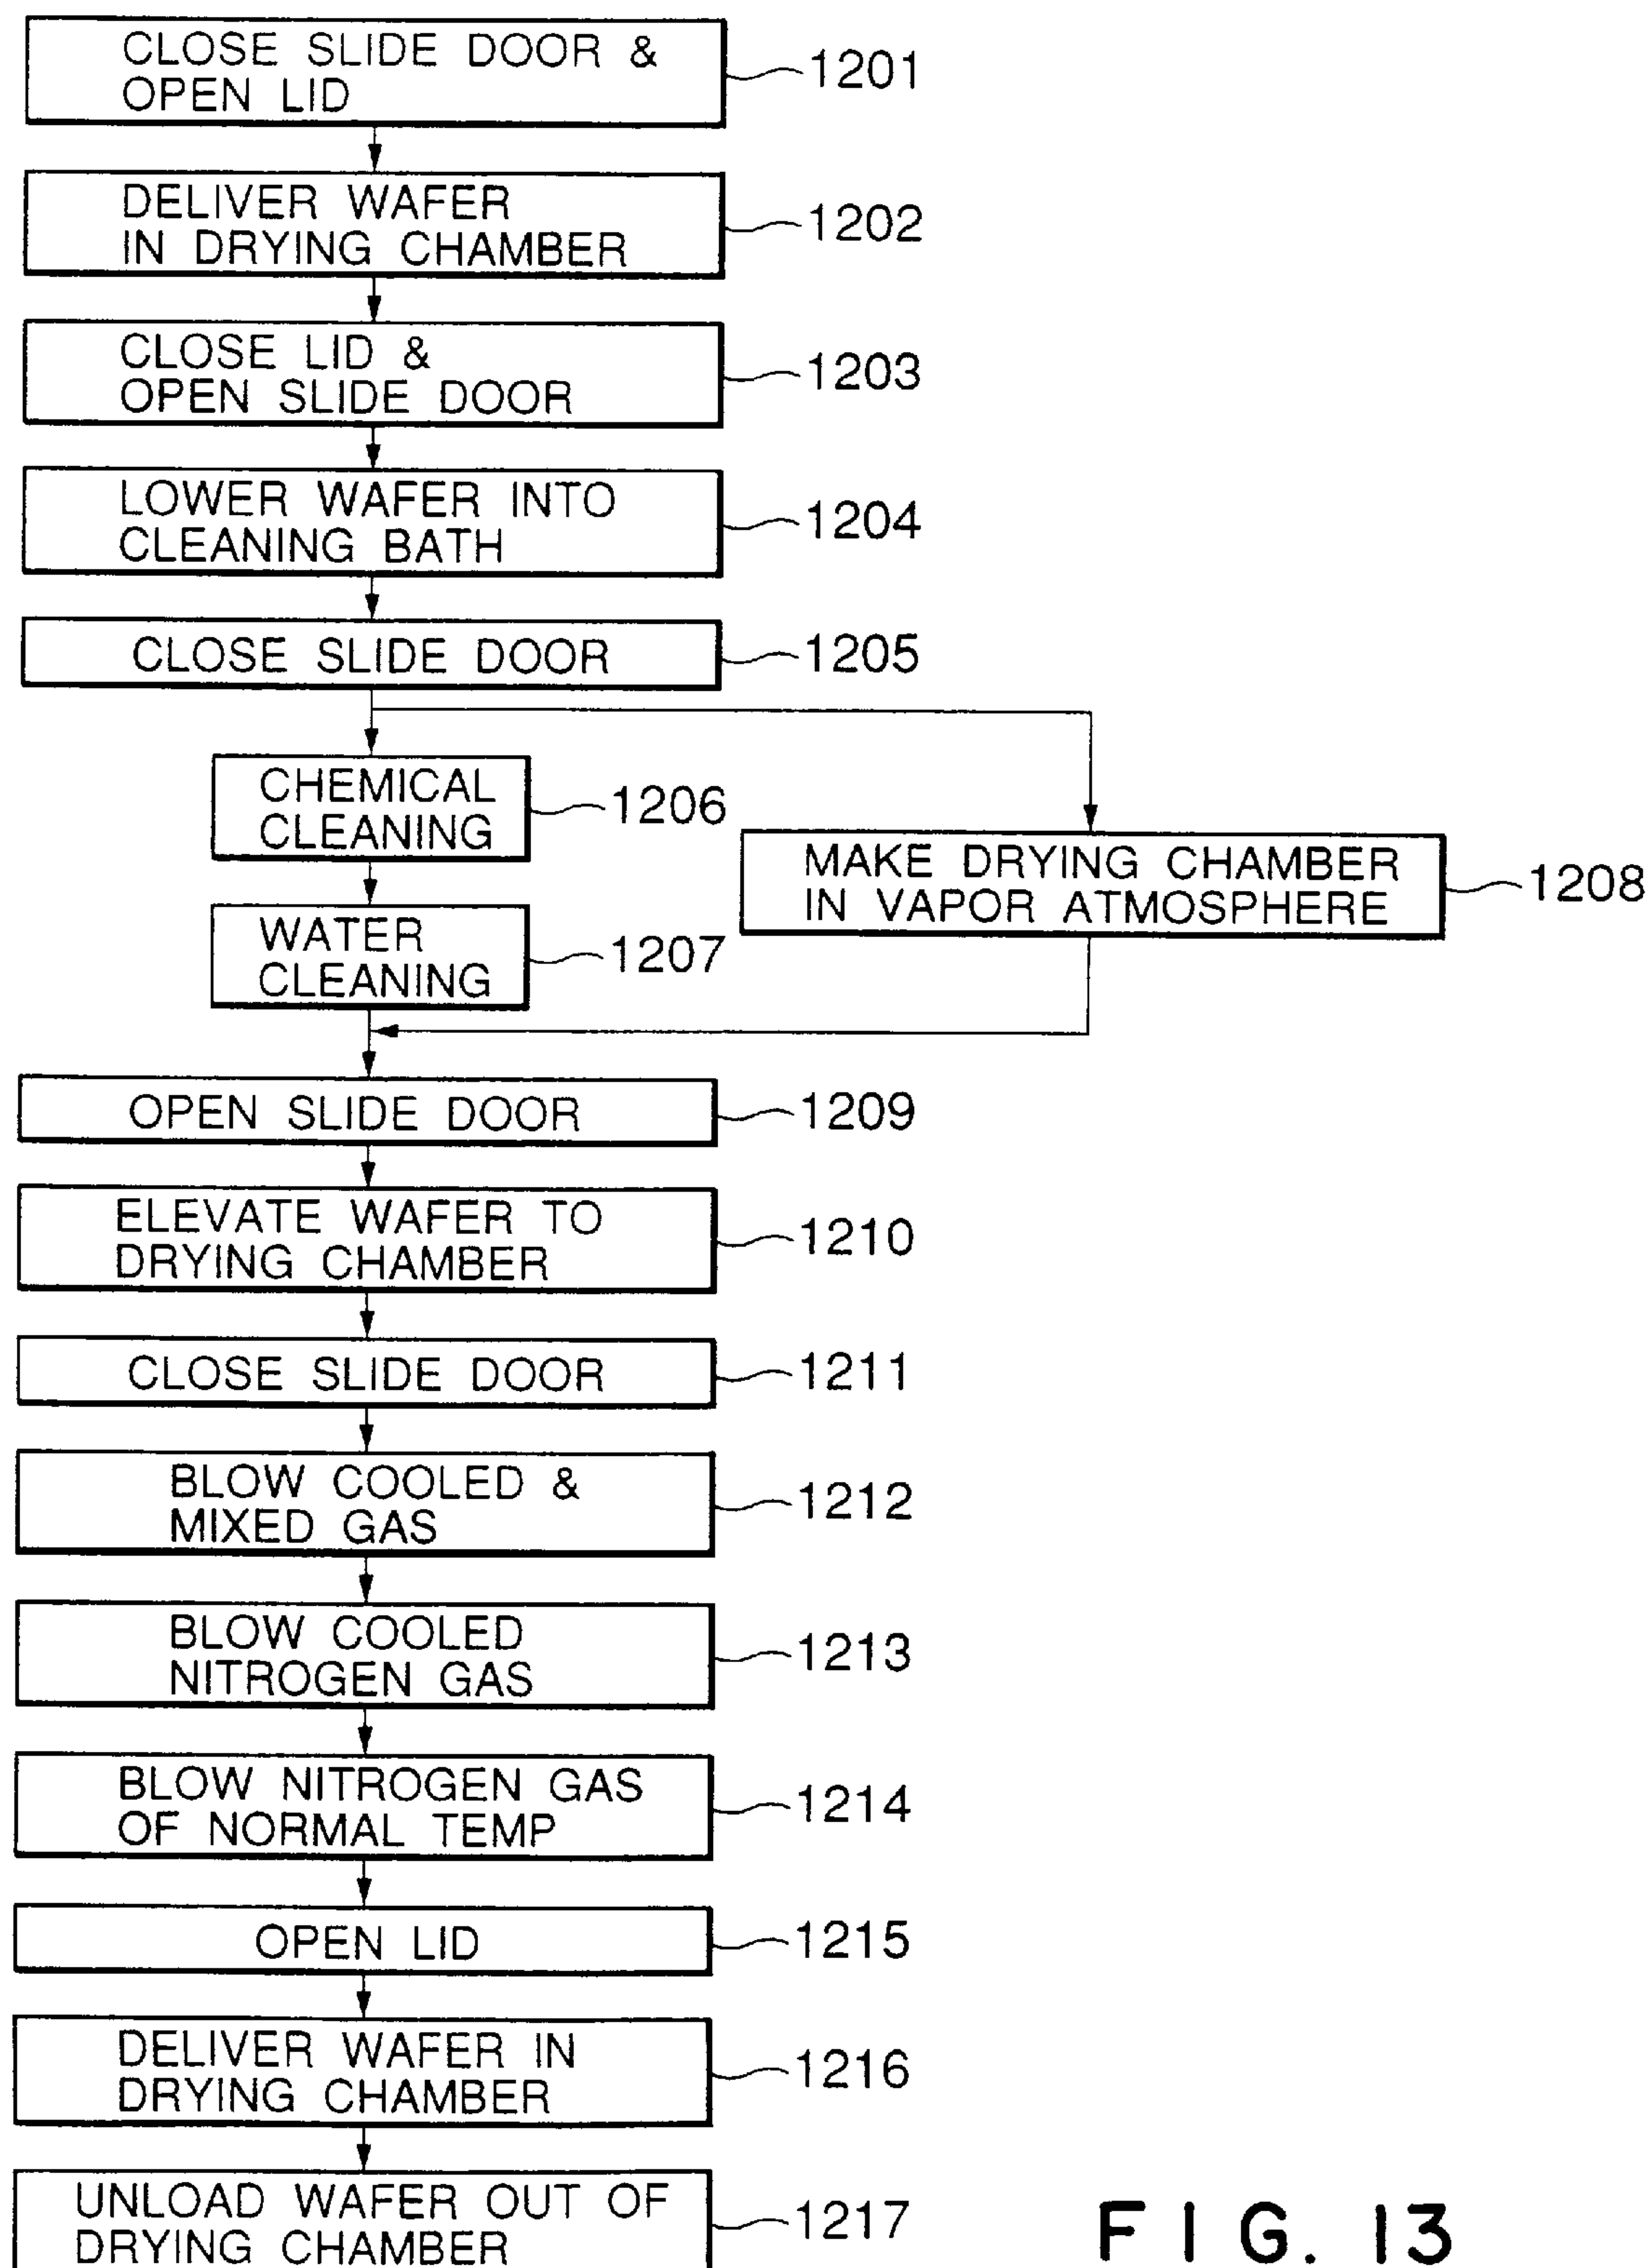 CLOSE SLIDE DOOR &
OPEN LID
1201
DELIVER WAFER
IN DRYING CHAMBER
1202
CLOSE LID &
OPEN SLIDE DOOR
1203
LOWER WAFER INTO
CLEANING BATH
1204
CLOSE SLIDE DOOR
1205
CHEMICAL
CLEANING
1206
MAKE DRYING CHAMBER
IN VAPOR ATMOSPHERE
1208
WATER
CLEANING
1207
OPEN SLIDE DOOR
1209
ELEVATE WAFER TO
DRYING CHAMBER
1210
CLOSE SLIDE DOOR
1211
BLOW COOLED &
MIXED GAS
1212
BLOW COOLED
NITROGEN GAS
1213
BLOW NITROGEN GAS
OF NORMAL TEMP
1214
OPEN LID
1215
DELIVER WAFER IN
DRYING CHAMBER
1216
UNLOAD WAFER OUT OF
DRYING CHAMBER
1217
FIG. 13